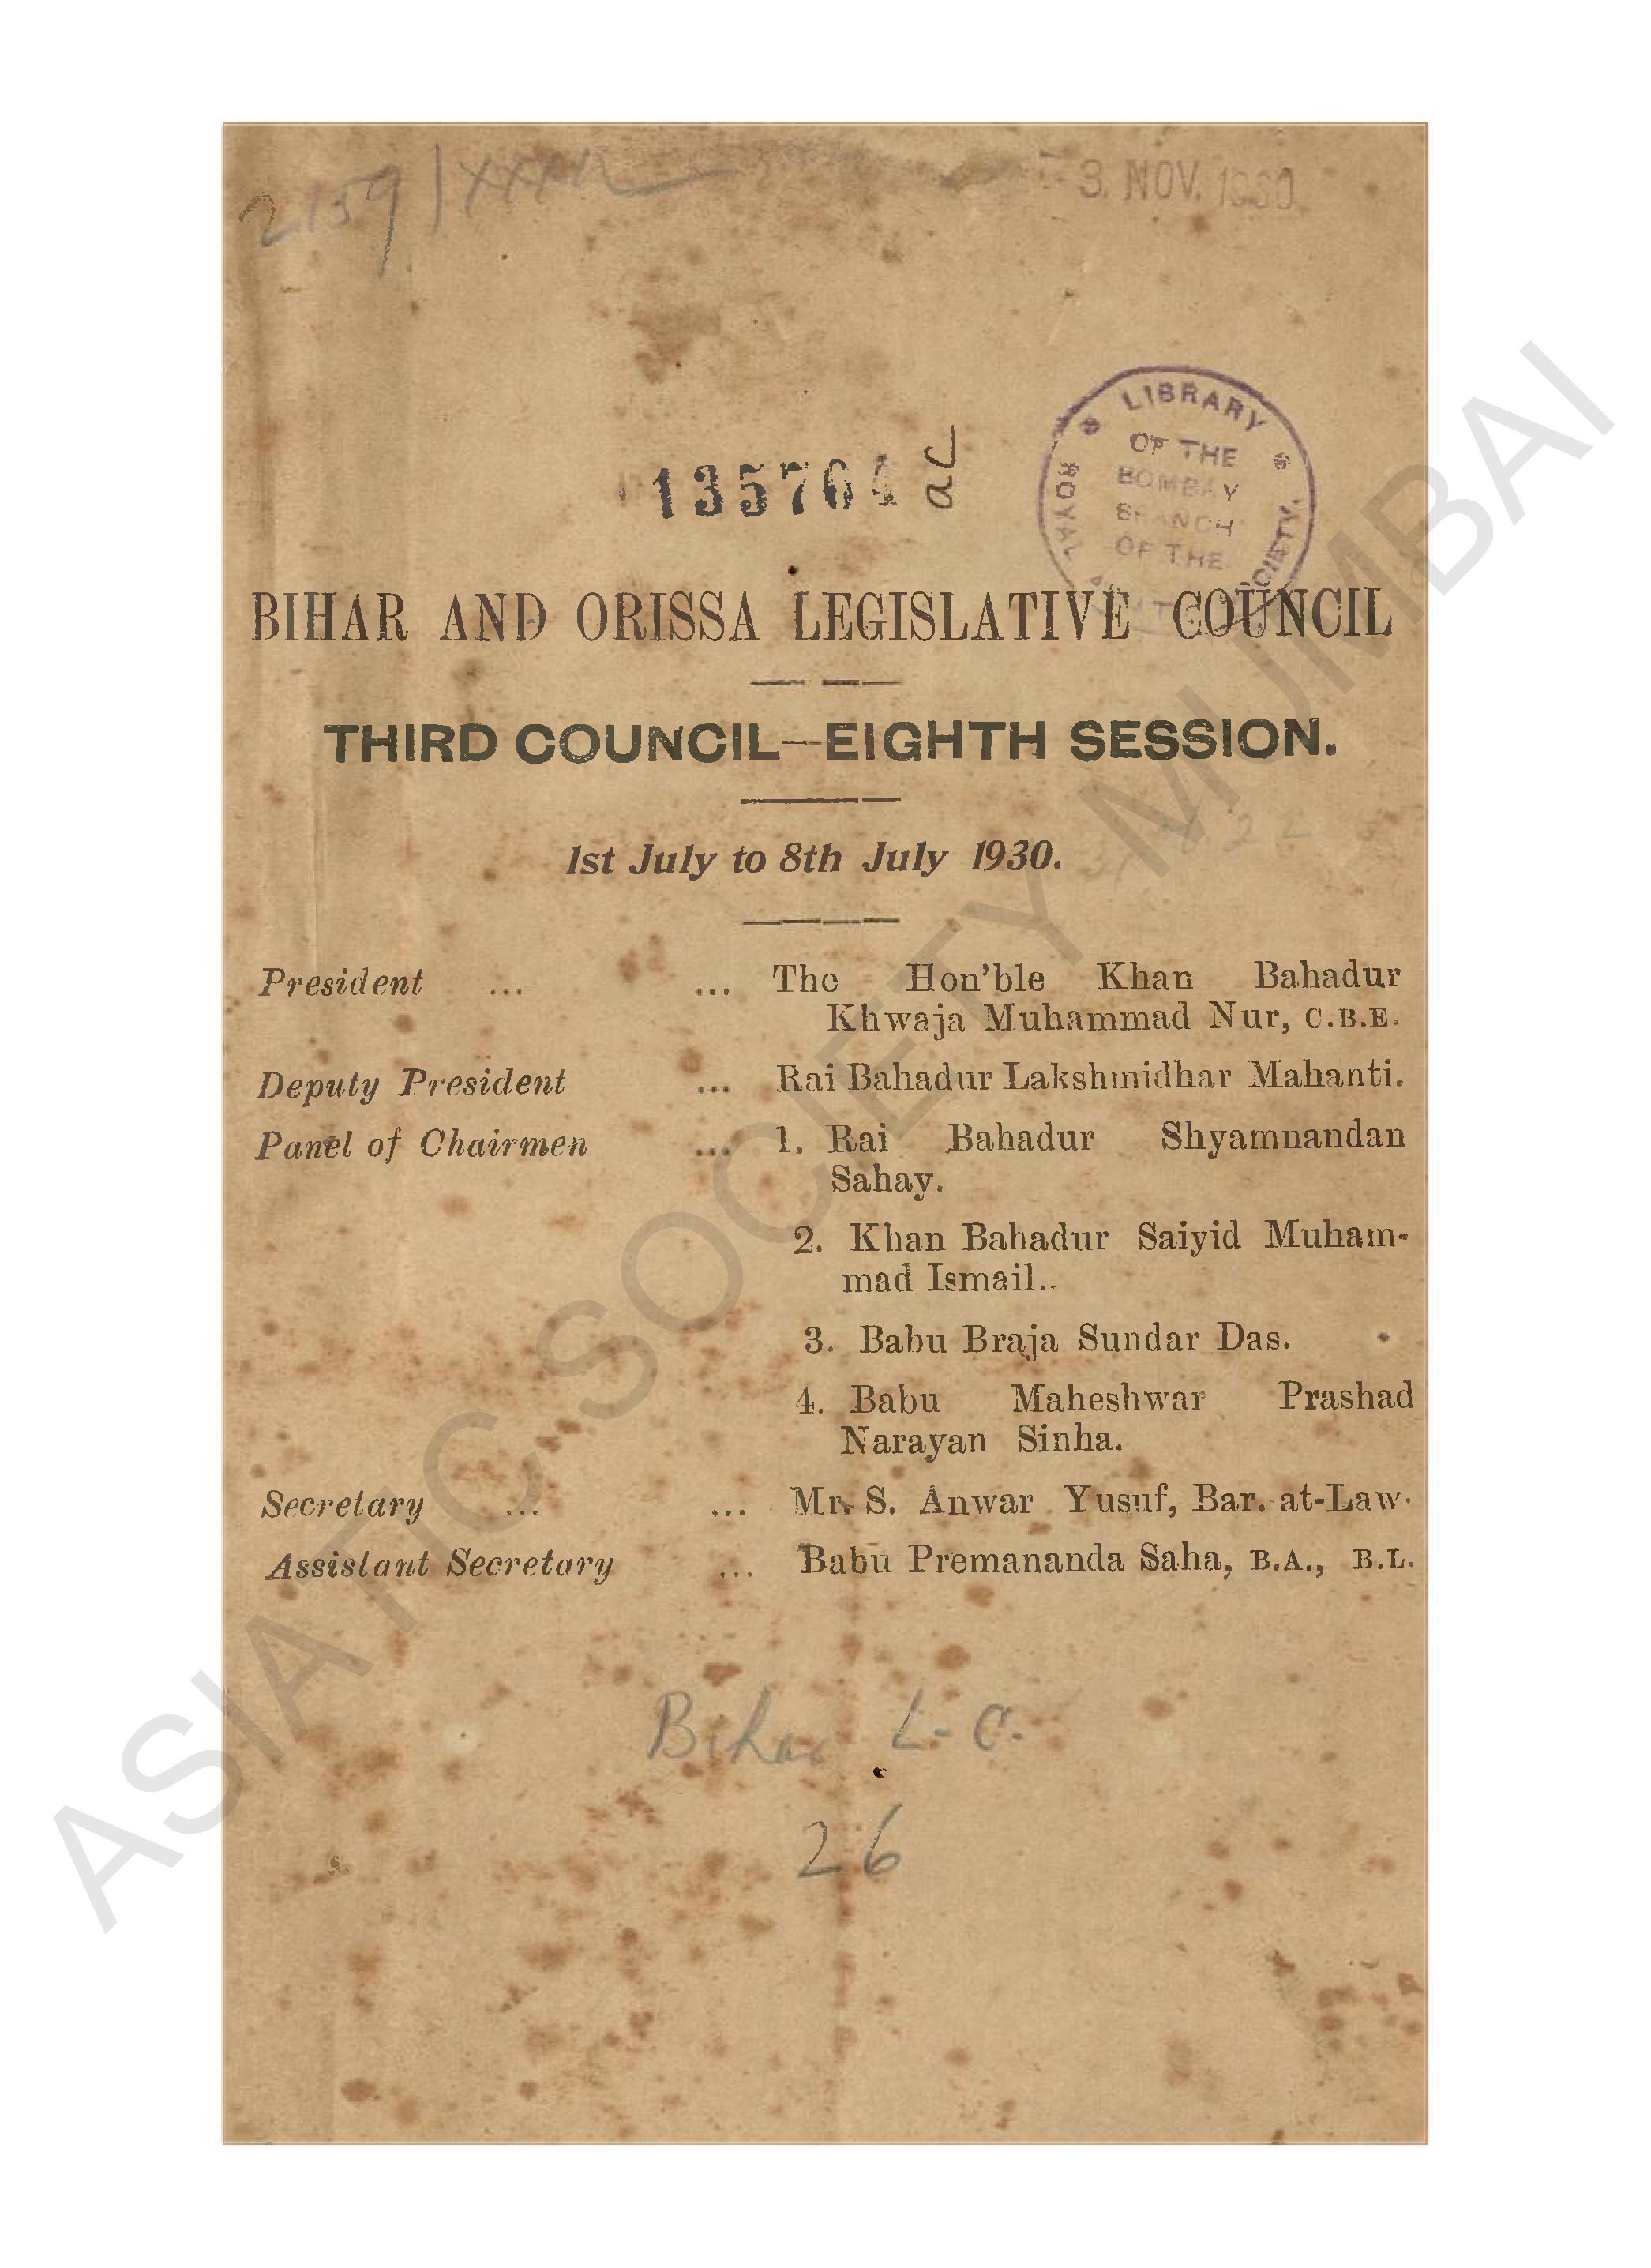 3. NOV. 1930
LIBRARY
OF THE
BOMBAY
BRANCH
OF THE
ROYAL
SOCIETY.
135764
ac
BIHAR AND ORISSA LEGISLATIVE COUNCIL
THIRD COUNCIL—EIGHTH SESSION.
1st July to 8th July 1930.
President ... ... The Hon'ble Khan Bahadur
Khwaja Muhammad Nur, C.B.E.
Deputy President ... Rai Bahadur Lakshmidhar Mahanti.
Panel of Chairmen ... 1. Rai Bahadur Shyamnandan
Sahay.
2. Khan Bahadur Saiyid Muham-
mad Ismail..
3. Babu Braja Sundar Das.
4. Babu Maheshwar Prashad
Narayan Sinha.
Secretary ... ... Mr. S. Anwar Yusuf, Bar.-at-Law.
Assistant Secretary ... Babu Premananda Saha, B.A., B.L.
Bihar L.C.
26
ASIATIC SOCIETY MUMBAI